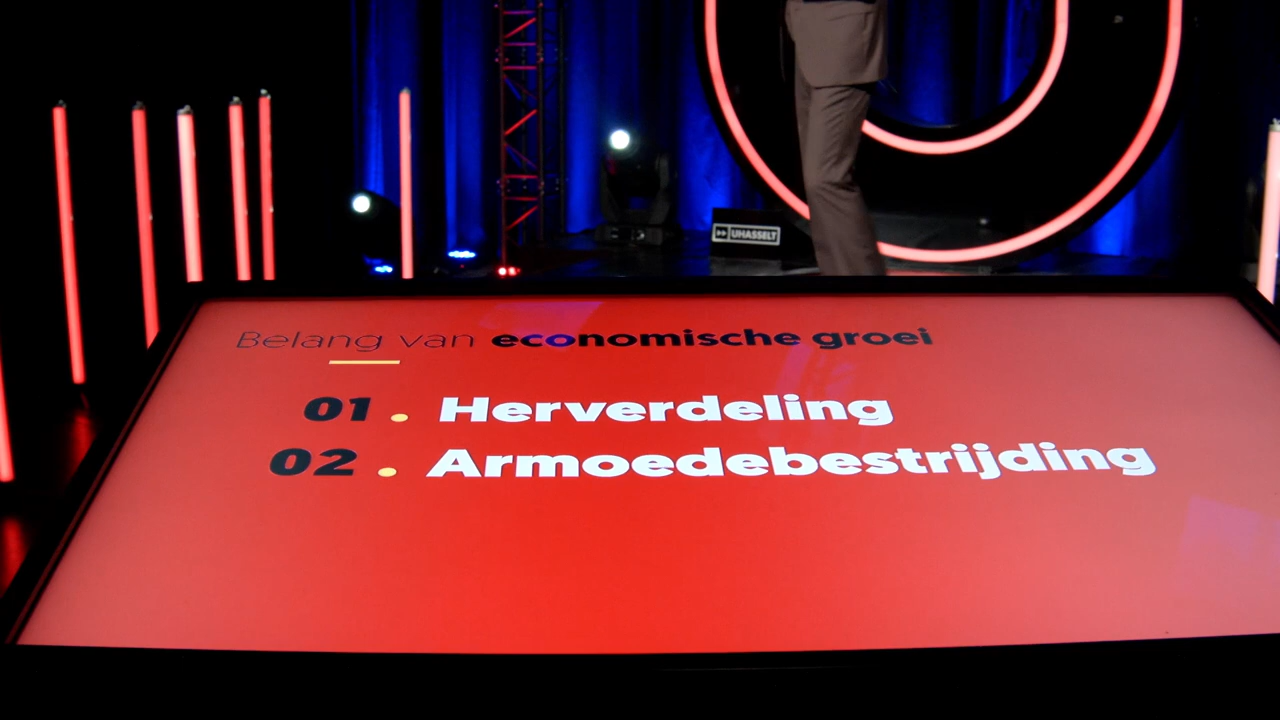 UHASSELT
Belang van economische groei
01. Herverdeling
02. Armoedebestrijding